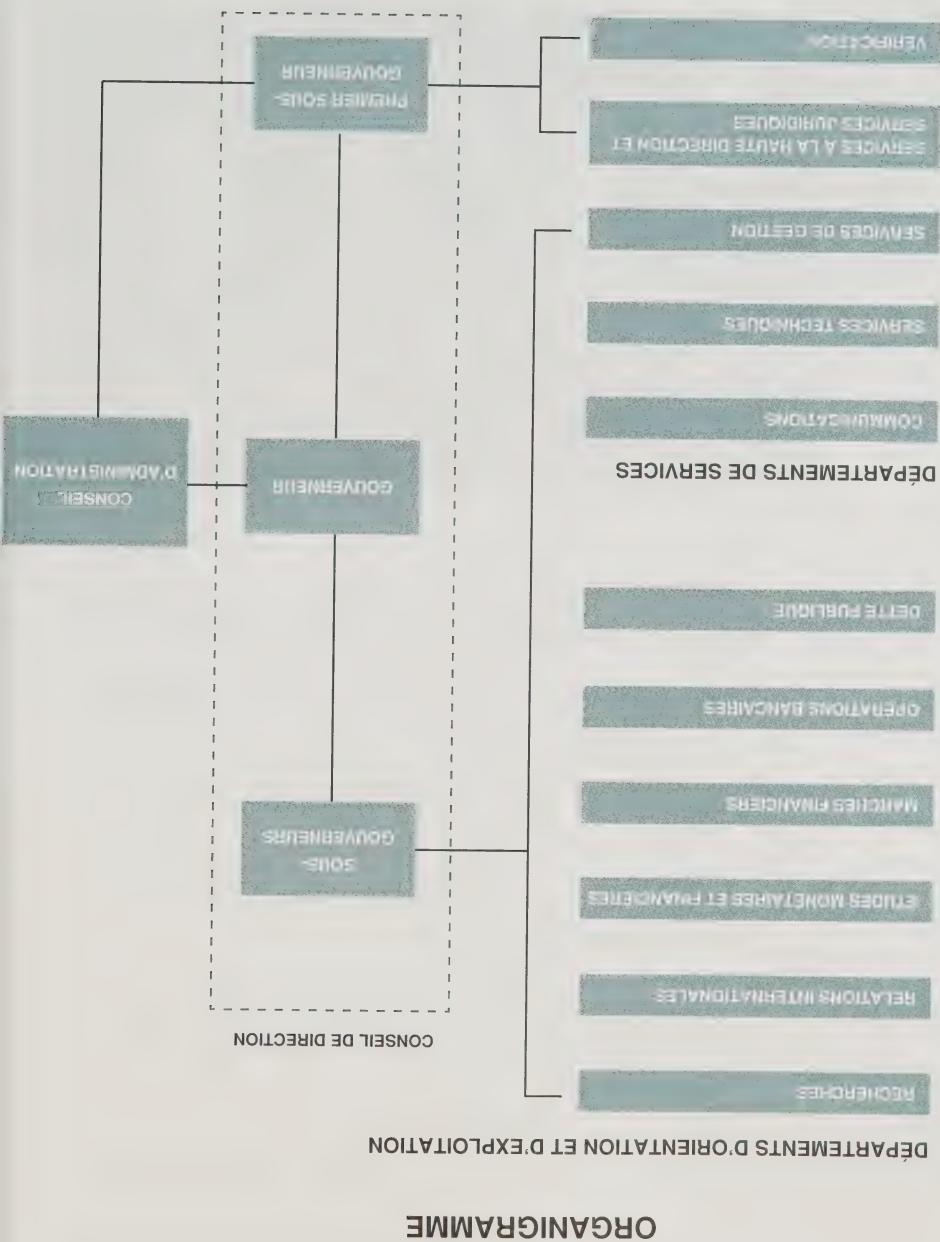 ORGANIGRAMME
DÉPARTEMENTS D'ORIENTATION ET D'EXPLOITATION
RECHERCHES
RELATIONS INTERNATIONALES
ÉTUDES MONÉTAIRES ET FINANCIÈRES
MARCHÉS FINANCIERS
OPÉRATIONS BANCAIRES
DETTE PUBLIQUE
DÉPARTEMENTS DE SERVICES
COMMUNICATIONS
SERVICES TECHNIQUES
SERVICES DE GESTION
SERVICES À LA HAUTE DIRECTION ET
SERVICES JURIDIQUES
VÉRIFICATION
CONSEIL DE DIRECTION
SOUS-
GOUVERNEURS
GOUVERNEUR
PREMIER SOUS-
GOUVERNEUR
CONSEIL
D'ADMINISTRATION